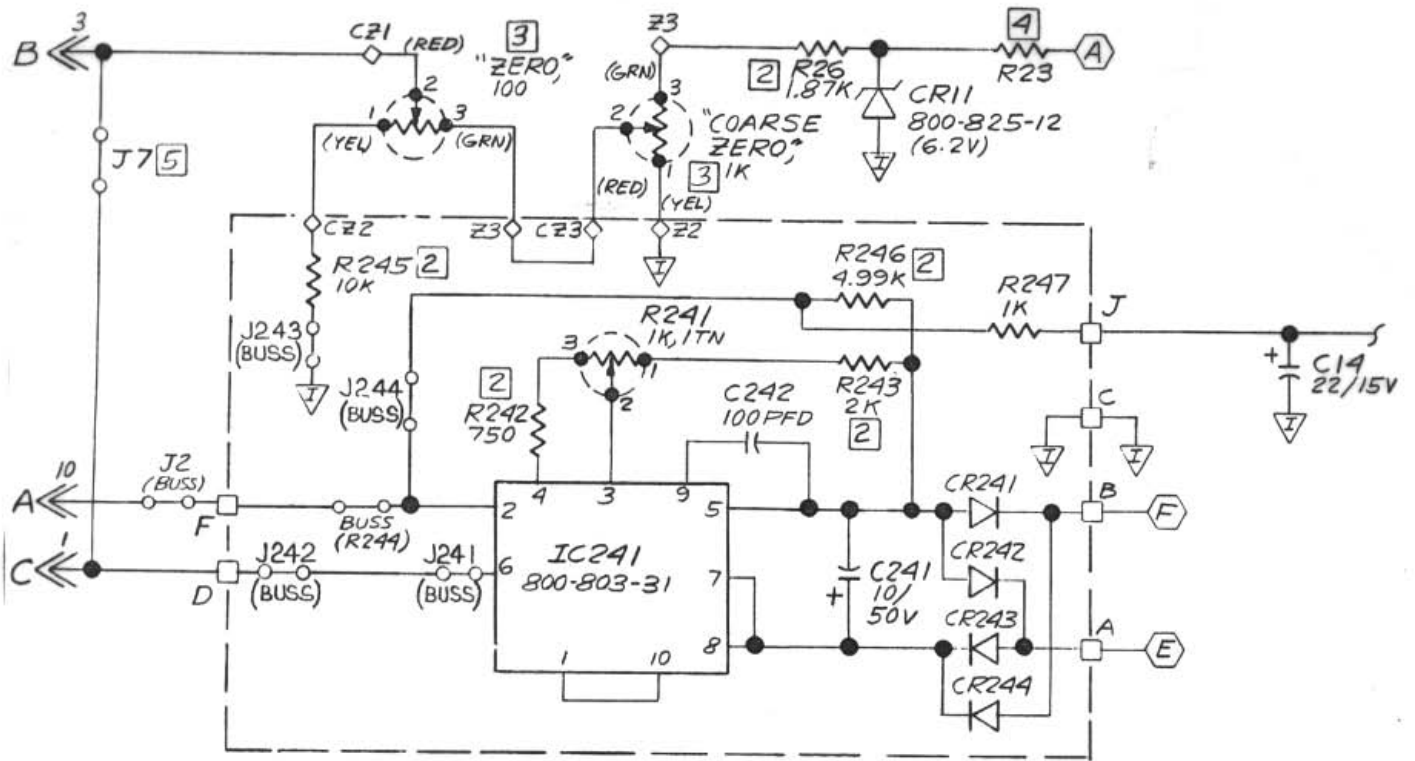 B 3
CZ1
(RED)
3
"ZERO,"
100
2
1
3
(YEL)
(GRN)
Z3
(GRN)
3
2
1
"COARSE
ZERO,"
1K
3
(RED)
(YEL)
2
R26
1.87K
4
R23
A
CR11
800-825-12
(6.2V)
I
J7 5
CZ2
Z3
CZ3
Z2
I
R245 2
10K
J243
(BUSS)
I
J244
(BUSS)
R246 2
4.99K
R247
1K
J
R241
1K, 1TN
3
1
2
2
R242
750
R243
2K
2
C242
100PFD
C14
+
22/15V
I
C
I
I
A 10
J2
(BUSS)
F
BUSS
(R244)
C 1
D
J242
(BUSS)
J241
(BUSS)
4
3
9
2
5
6
7
8
1
10
IC241
800-803-31
C241
+
10/
50V
CR241
CR242
CR243
CR244
B
F
A
E